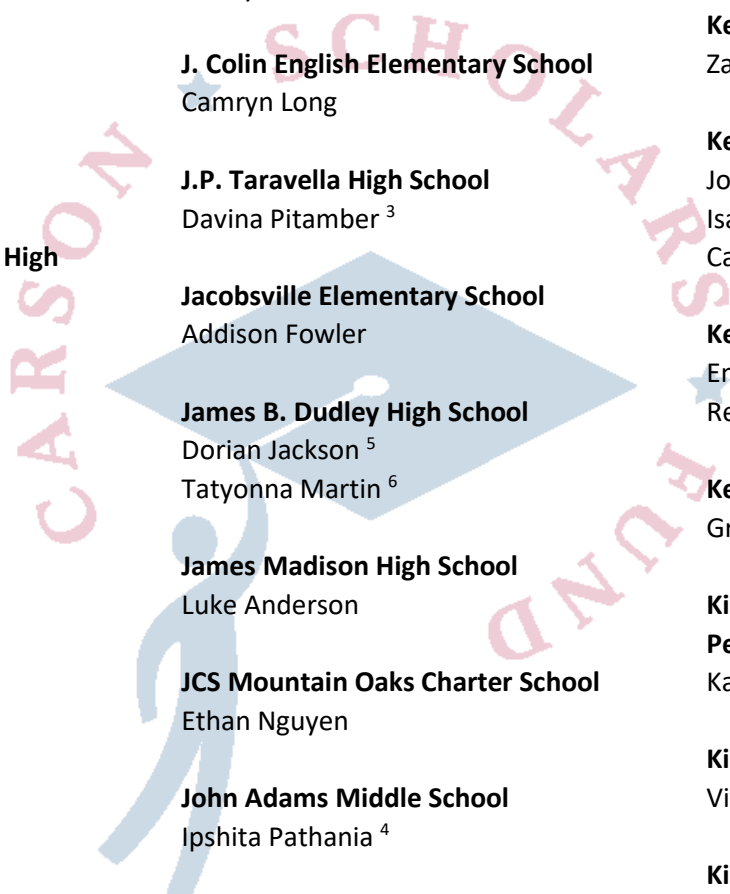 High
J. Colin English Elementary School
Camryn Long
J.P. Taravella High School
Davina Pitamber 3
Jacobsville Elementary School
Addison Fowler
James B. Dudley High School
Dorian Jackson 5
Tatyonna Martin 6
James Madison High School
Luke Anderson
JCS Mountain Oaks Charter School
Ethan Nguyen
John Adams Middle School
Ipshita Pathania 4
CARSON SCHOLARS FUND